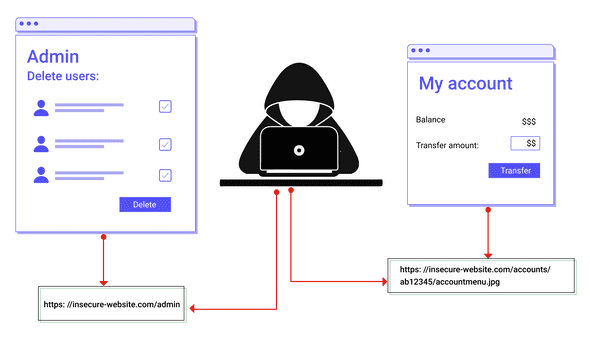 Admin
Delete users:
Delete
https: //insecure-website.com/admin
My account
Balance
$$$
Transfer amount:
$$
Transfer
https: //insecure-website.com/accounts/
ab12345/accountmenu.jpg